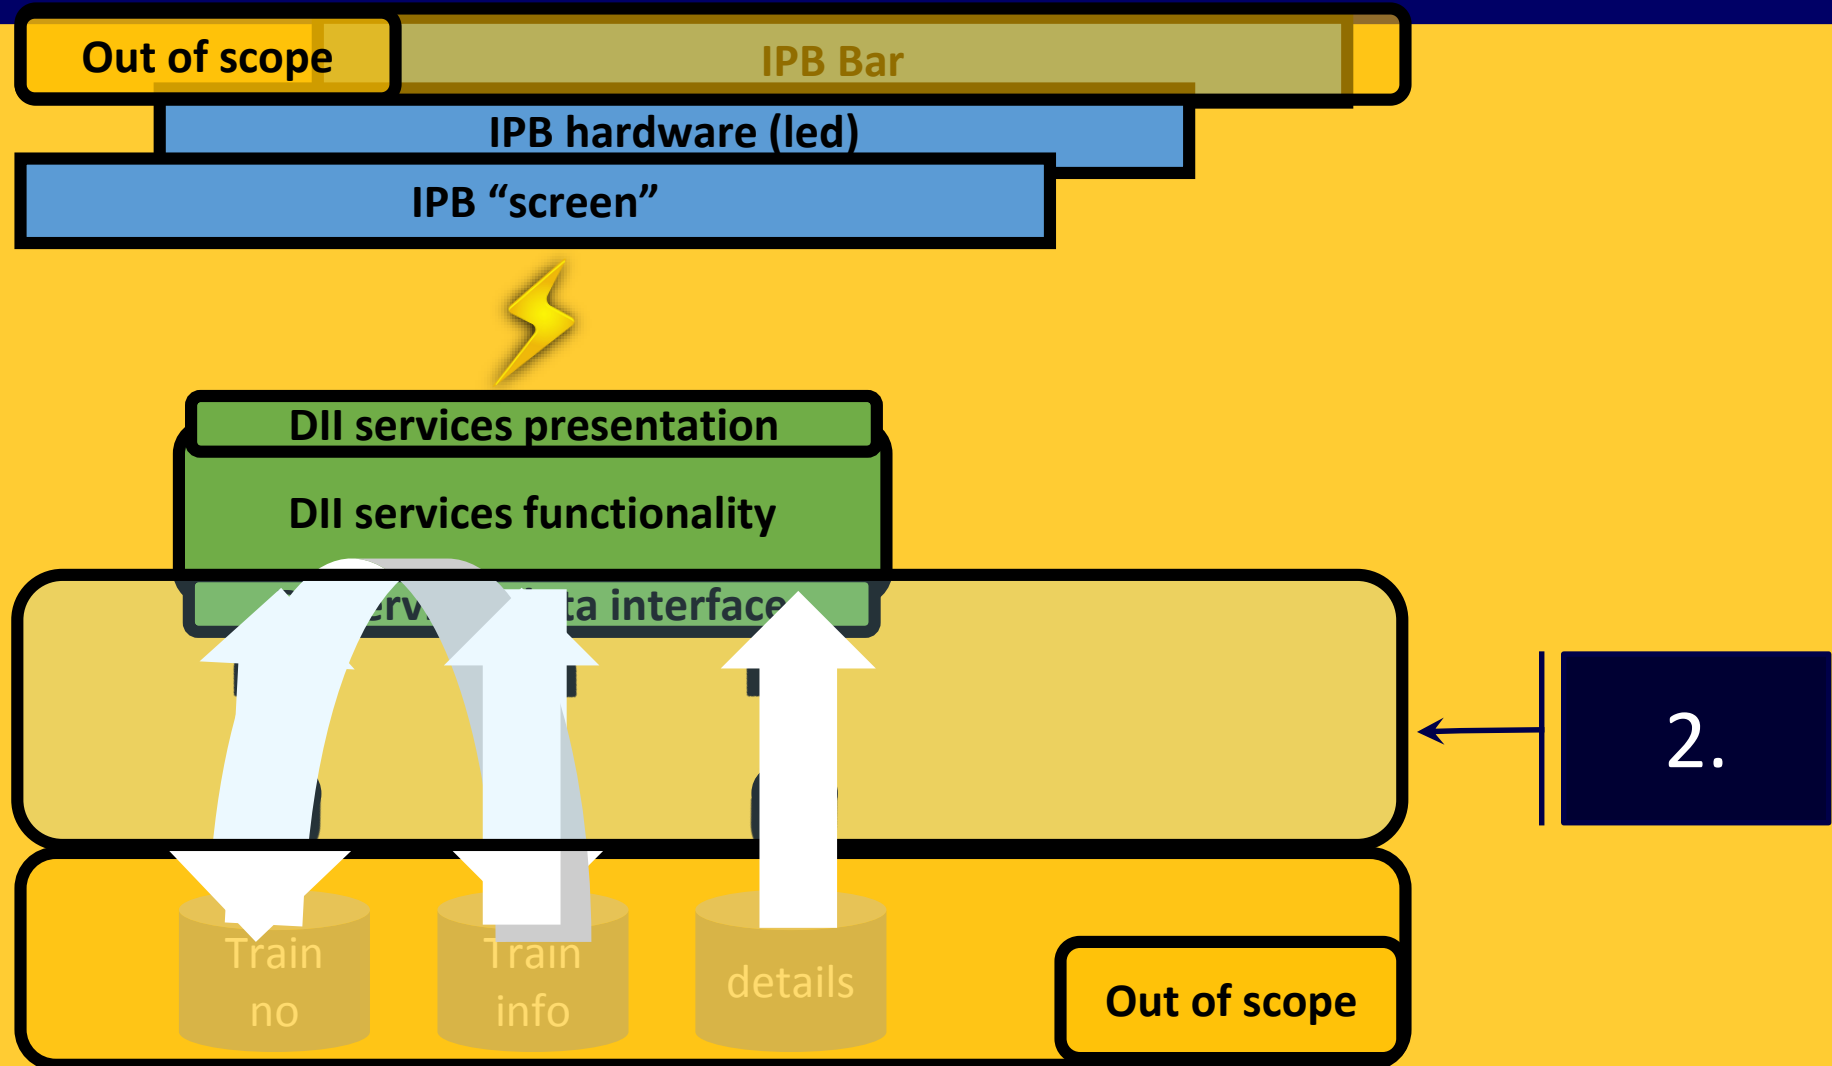 Out of scope
IPB Bar
IPB hardware (led)
IPB “screen”
DII services presentation
DII services functionality
interface
2.
Train
no
Train
info
details
Out of scope